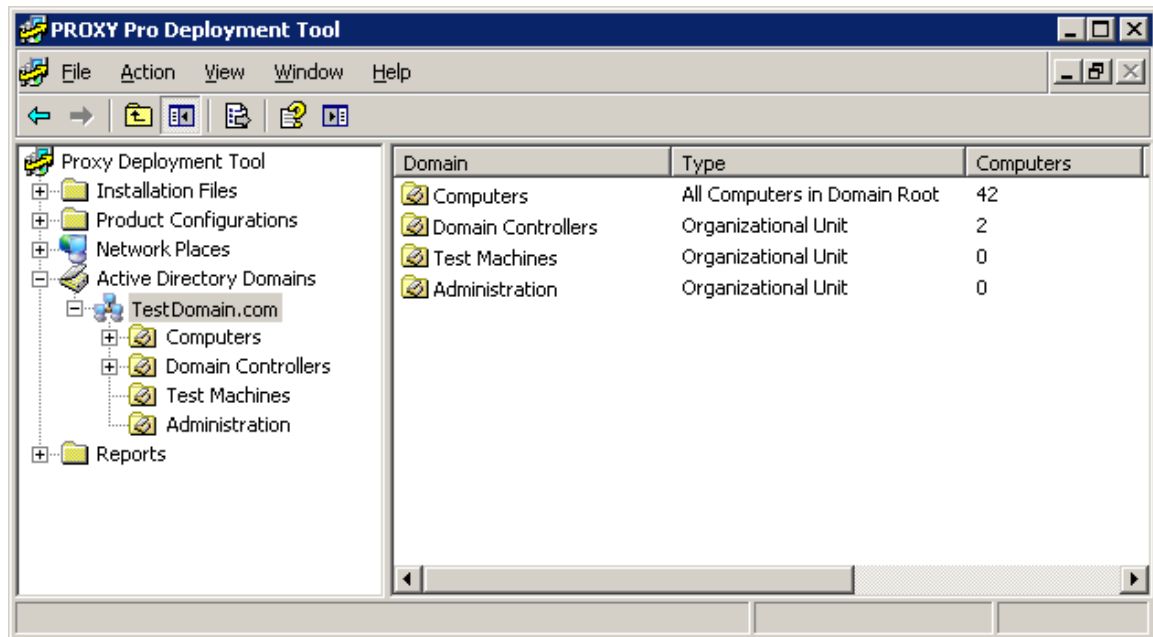 PROXY Pro Deployment Tool
File Action View Window Help
Proxy Deployment Tool
Installation Files
Product Configurations
Network Places
Active Directory Domains
TestDomain.com
Computers
Domain Controllers
Test Machines
Administration
Reports
Domain Type Computers
Computers All Computers in Domain Root 42
Domain Controllers Organizational Unit 2
Test Machines Organizational Unit 0
Administration Organizational Unit 0